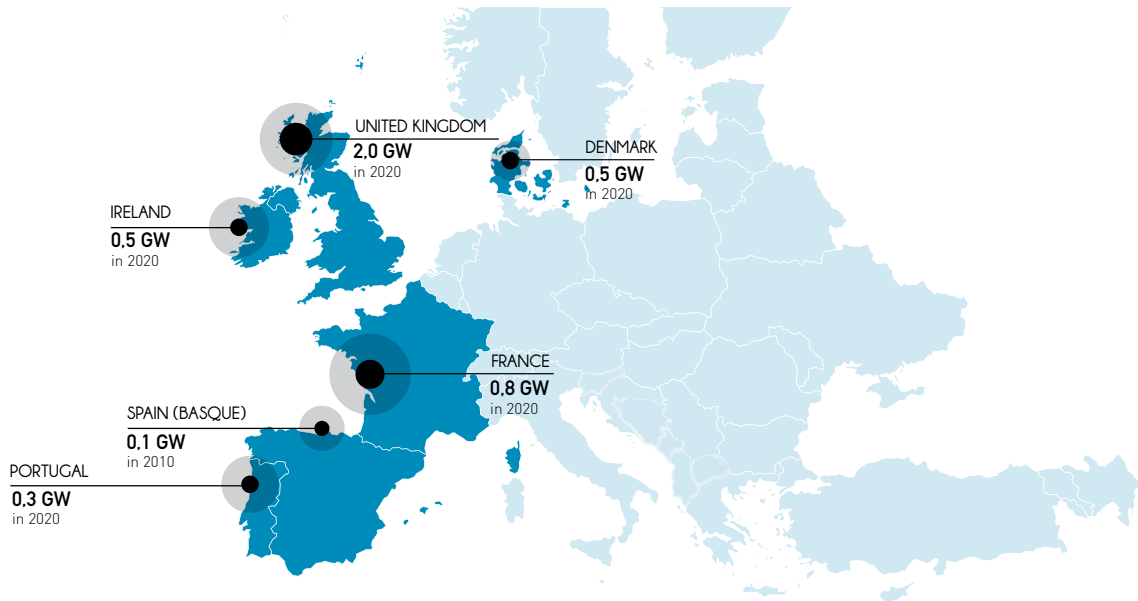 UNITED KINGDOM
2,0 GW
in 2020
DENMARK
0,5 GW
in 2020
IRELAND
0,5 GW
in 2020
FRANCE
0,8 GW
in 2020
SPAIN (BASQUE)
0,1 GW
in 2010
PORTUGAL
0,3 GW
in 2020